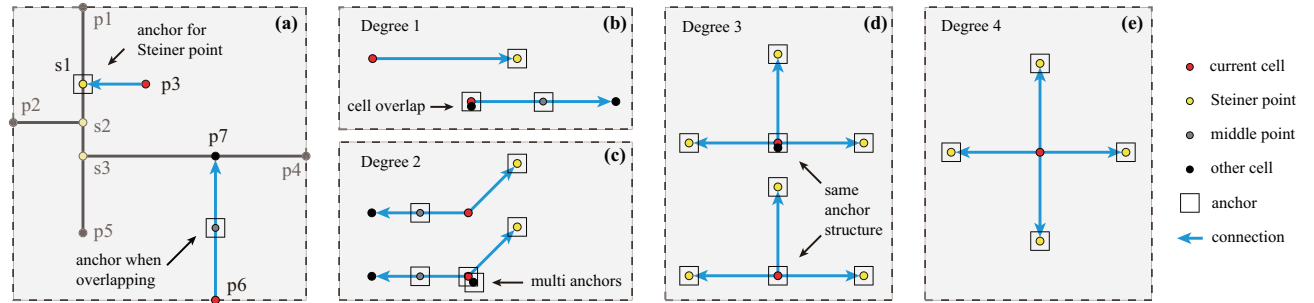 (a)
p1
anchor for
Steiner point
s1
p3
p2
s2
p7
s3
p4
p5
anchor when
overlapping
p6
Degree 1
(b)
cell overlap
Degree 2
(c)
multi anchors
Degree 3
(d)
same
anchor
structure
Degree 4
(e)
current cell
Steiner point
middle point
other cell
anchor
connection